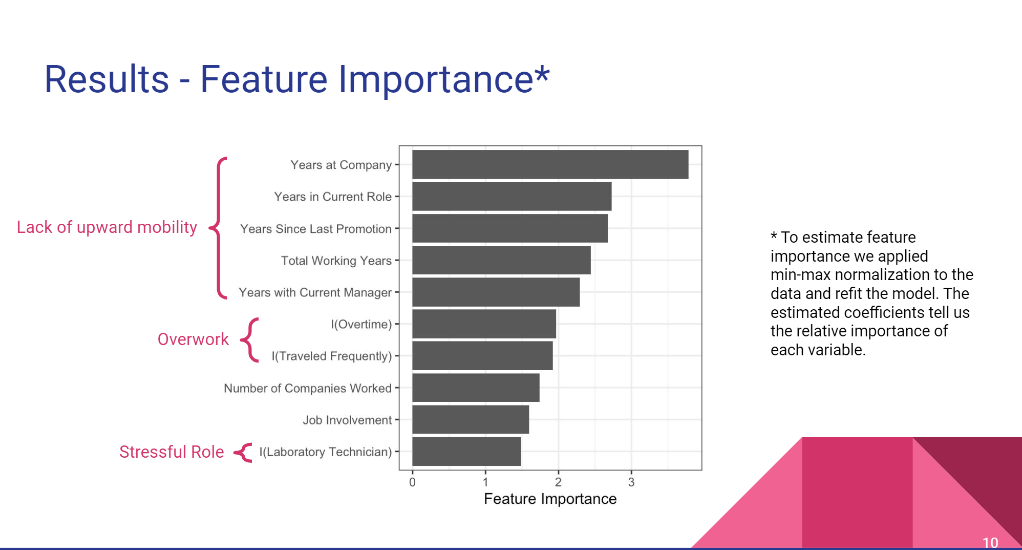 Results - Feature Importance*
Lack of upward mobility
Overwork
Stressful Role
Years at Company
Years in Current Role
Years Since Last Promotion
Total Working Years
Years with Current Manager
I(Overtime)
I(Traveled Frequently)
Number of Companies Worked
Job Involvement
I(Laboratory Technician)
0 1 2 3
Feature Importance
* To estimate feature
importance we applied
min-max normalization to the
data and refit the model. The
estimated coefficients tell us
the relative importance of
each variable.
10